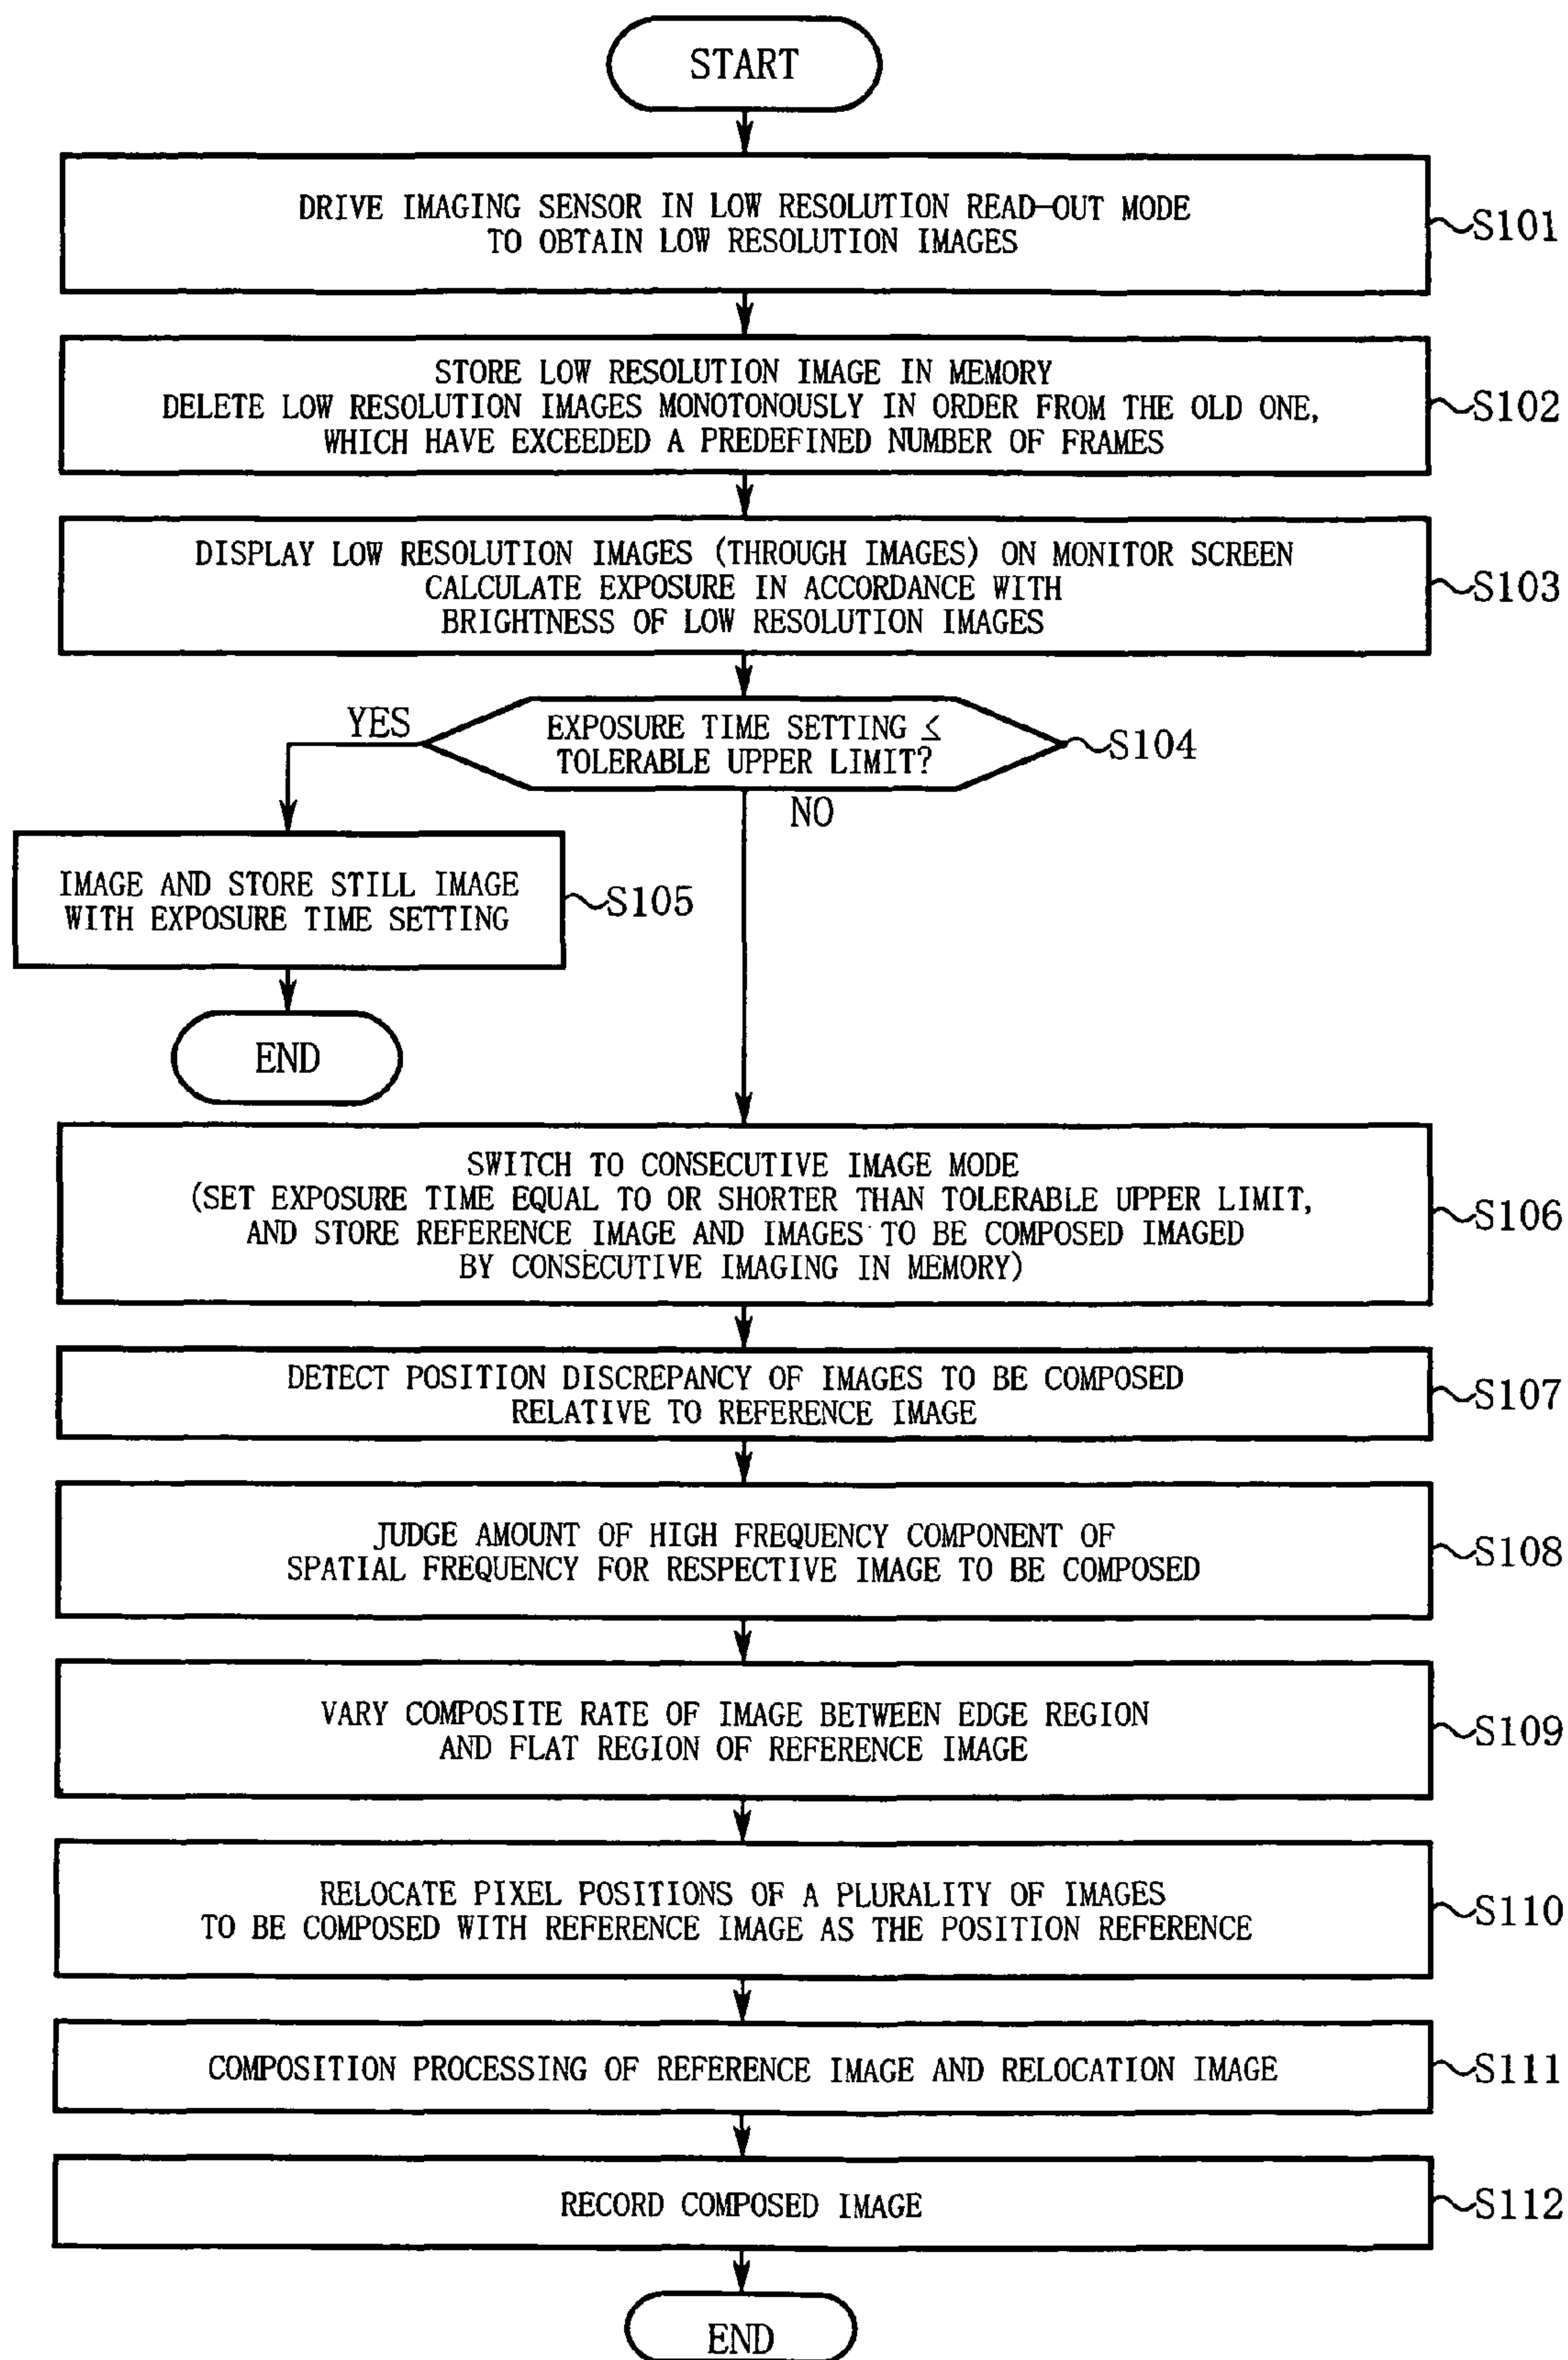 START
DRIVE IMAGING SENSOR IN LOW RESOLUTION READ-OUT MODE
TO OBTAIN LOW RESOLUTION IMAGES
S101
STORE LOW RESOLUTION IMAGE IN MEMORY
DELETE LOW RESOLUTION IMAGES MONOTONOUSLY IN ORDER FROM THE OLD ONE,
WHICH HAVE EXCEEDED A PREDEFINED NUMBER OF FRAMES
S102
DISPLAY LOW RESOLUTION IMAGES (THROUGH IMAGES) ON MONITOR SCREEN
CALCULATE EXPOSURE IN ACCORDANCE WITH
BRIGHTNESS OF LOW RESOLUTION IMAGES
S103
EXPOSURE TIME SETTING ≤
TOLERABLE UPPER LIMIT?
S104
YES
NO
IMAGE AND STORE STILL IMAGE
WITH EXPOSURE TIME SETTING
S105
END
SWITCH TO CONSECUTIVE IMAGE MODE
(SET EXPOSURE TIME EQUAL TO OR SHORTER THAN TOLERABLE UPPER LIMIT,
AND STORE REFERENCE IMAGE AND IMAGES TO BE COMPOSED IMAGED
BY CONSECUTIVE IMAGING IN MEMORY)
S106
DETECT POSITION DISCREPANCY OF IMAGES TO BE COMPOSED
RELATIVE TO REFERENCE IMAGE
S107
JUDGE AMOUNT OF HIGH FREQUENCY COMPONENT OF
SPATIAL FREQUENCY FOR RESPECTIVE IMAGE TO BE COMPOSED
S108
VARY COMPOSITE RATE OF IMAGE BETWEEN EDGE REGION
AND FLAT REGION OF REFERENCE IMAGE
S109
RELOCATE PIXEL POSITIONS OF A PLURALITY OF IMAGES
TO BE COMPOSED WITH REFERENCE IMAGE AS THE POSITION REFERENCE
S110
COMPOSITION PROCESSING OF REFERENCE IMAGE AND RELOCATION IMAGE
S111
RECORD COMPOSED IMAGE
S112
END